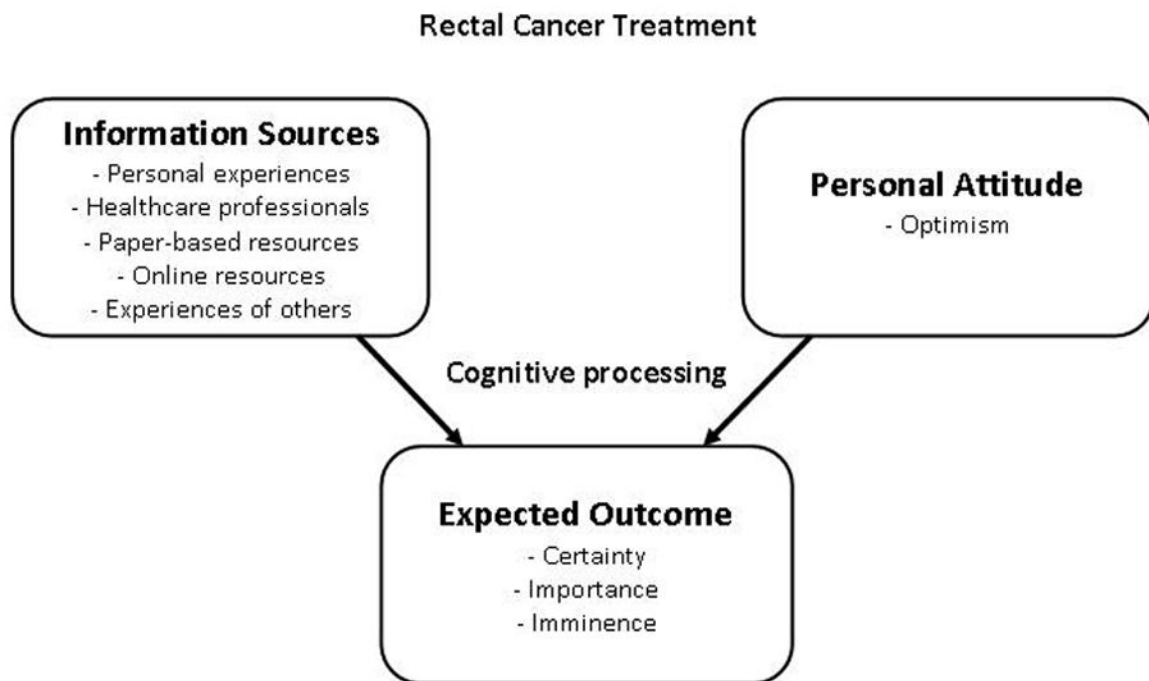 Rectal Cancer Treatment
Information Sources
- Personal experiences
- Healthcare professionals
- Paper-based resources
- Online resources
- Experiences of others
Personal Attitude
- Optimism
Cognitive processing
Expected Outcome
- Certainty
- Importance
- Imminence